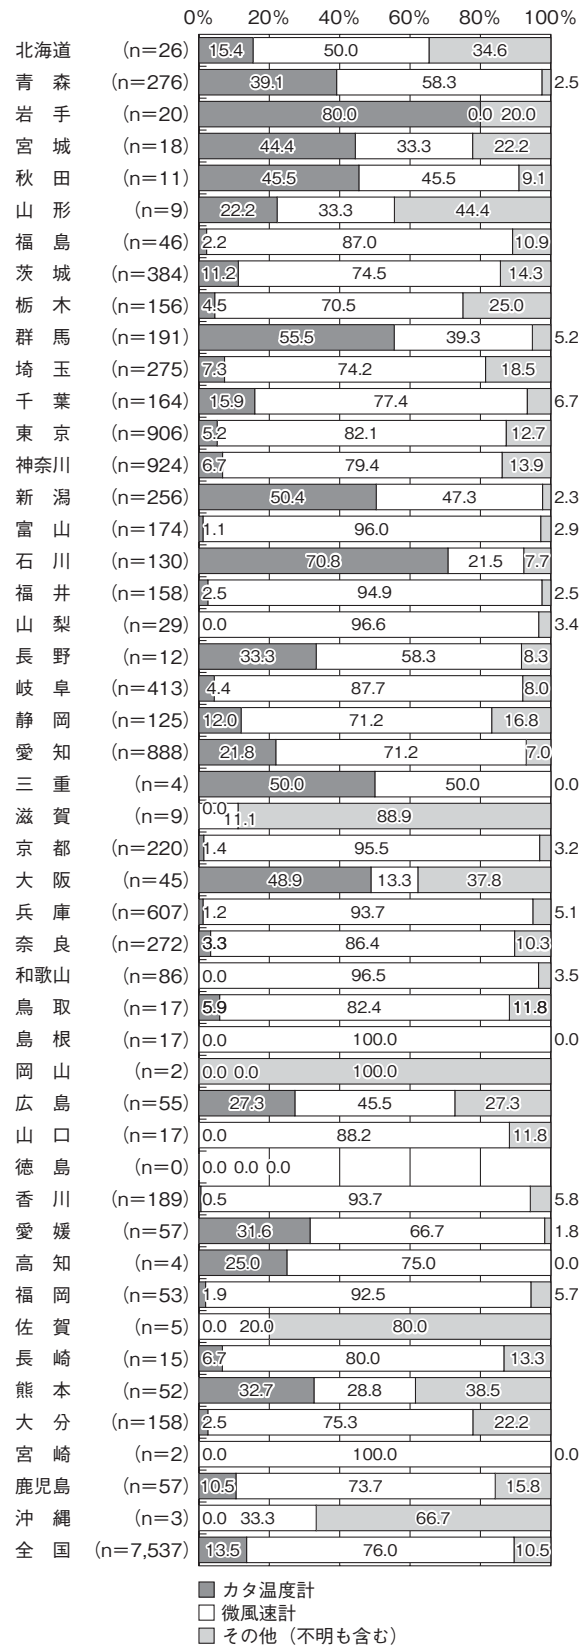 0% 20% 40% 60% 80% 100%
北海道 (n=26) 15.4 50.0 34.6
青 森 (n=276) 39.1 58.3 2.5
岩 手 (n=20) 80.0 0.0 20.0
宮 城 (n=18) 44.4 33.3 22.2
秋 田 (n=11) 45.5 45.5 9.1
山 形 (n=9) 22.2 33.3 44.4
福 島 (n=46) 2.2 87.0 10.9
茨 城 (n=384) 11.2 74.5 14.3
栃 木 (n=156) 4.5 70.5 25.0
群 馬 (n=191) 55.5 39.3 5.2
埼 玉 (n=275) 7.3 74.2 18.5
千 葉 (n=164) 15.9 77.4 6.7
東 京 (n=906) 5.2 82.1 12.7
神奈川 (n=924) 6.7 79.4 13.9
新 潟 (n=256) 50.4 47.3 2.3
富 山 (n=174) 1.1 96.0 2.9
石 川 (n=130) 70.8 21.5 7.7
福 井 (n=158) 2.5 94.9 2.5
山 梨 (n=29) 0.0 96.6 3.4
長 野 (n=12) 33.3 58.3 8.3
岐 阜 (n=413) 4.4 87.7 8.0
静 岡 (n=125) 12.0 71.2 16.8
愛 知 (n=888) 21.8 71.2 7.0
三 重 (n=4) 50.0 50.0 0.0
滋 賀 (n=9) 0.0 11.1 88.9
京 都 (n=220) 1.4 95.5 3.2
大 阪 (n=45) 48.9 13.3 37.8
兵 庫 (n=607) 1.2 93.7 5.1
奈 良 (n=272) 3.3 86.4 10.3
和歌山 (n=86) 0.0 96.5 3.5
鳥 取 (n=17) 5.9 82.4 11.8
島 根 (n=17) 0.0 100.0 0.0
岡 山 (n=2) 0.0 0.0 100.0
広 島 (n=55) 27.3 45.5 27.3
山 口 (n=17) 0.0 88.2 11.8
徳 島 (n=0) 0.0 0.0 0.0
香 川 (n=189) 0.5 93.7 5.8
愛 媛 (n=57) 31.6 66.7 1.8
高 知 (n=4) 25.0 75.0 0.0
福 岡 (n=53) 1.9 92.5 5.7
佐 賀 (n=5) 0.0 20.0 80.0
長 崎 (n=15) 6.7 80.0 13.3
熊 本 (n=52) 32.7 28.8 38.5
大 分 (n=158) 2.5 75.3 22.2
宮 崎 (n=2) 0.0 100.0 0.0
鹿児島 (n=57) 10.5 73.7 15.8
沖 縄 (n=3) 0.0 33.3 66.7
全 国 (n=7,537) 13.5 76.0 10.5
カタ温度計
微風速計
その他（不明も含む）